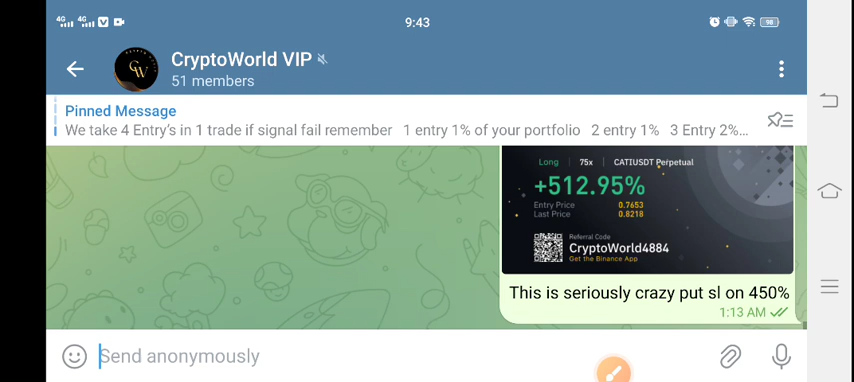 4G 4G V 9:43 98
CryptoWorld VIP
51 members
Pinned Message
We take 4 Entry's in 1 trade if signal fail remember 1 entry 1% of your portfolio 2 entry 1% 3 Entry 2%...
Long | 75x | CATIUSDT Perpetual
+512.95%
Entry Price 0.7653
Last Price 0.8218
Referral Code
CryptoWorld4884
Get the Binance App
This is seriously crazy put sl on 450%
1:13 AM
Send anonymously